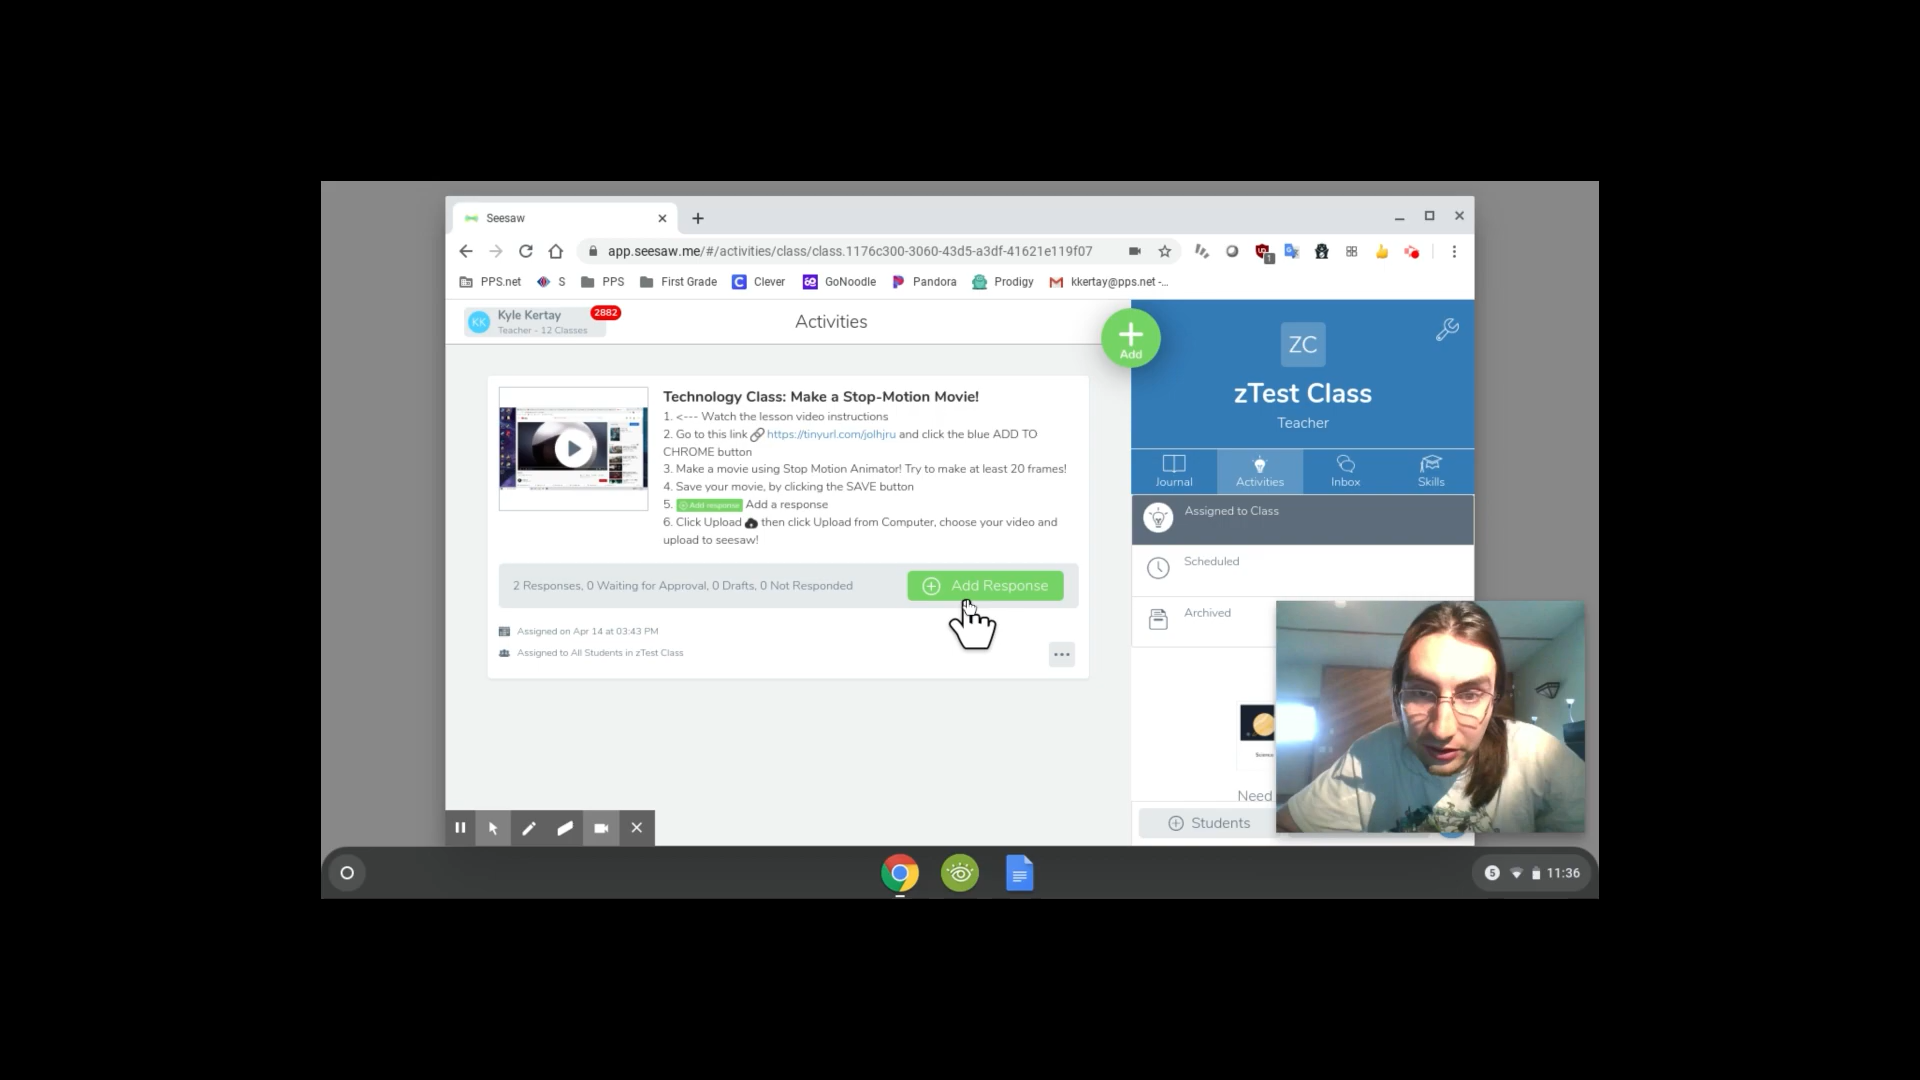 Seesaw
app.seesaw.me/#/activities/class/class.1176c300-3060-43d5-a3df-41621e119f07
1
PPS.net S PPS First Grade Clever GoNoodle Pandora Prodigy kkertay@pps.net -...
KK
Kyle Kertay
2882
Teacher - 12 Classes
Activities
Add
Technology Class: Make a Stop-Motion Movie!
1. <--- Watch the lesson video instructions
2. Go to this link https://tinyurl.com/jolhjru and click the blue ADD TO
CHROME button
3. Make a movie using Stop Motion Animator! Try to make at least 20 frames!
4. Save your movie, by clicking the SAVE button
5. Add response Add a response
6. Click Upload then click Upload from Computer, choose your video and
upload to seesaw!
2 Responses, 0 Waiting for Approval, 0 Drafts, 0 Not Responded
Add Response
Assigned on Apr 14 at 03:43 PM
Assigned to All Students in zTest Class
ZC
zTest Class
Teacher
Journal Activities Inbox Skills
Assigned to Class
Scheduled
Archived
Science
Need
Students
5 11:36